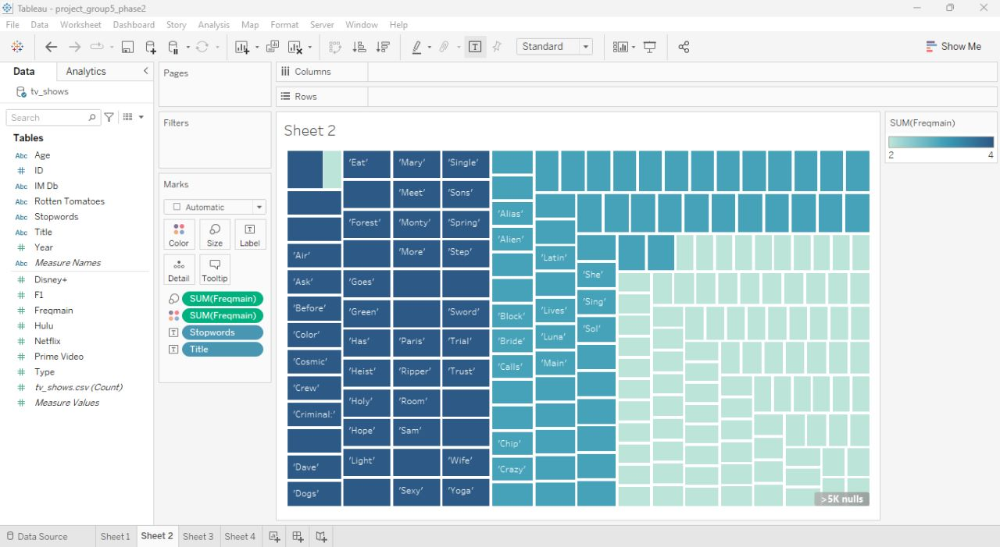 Tableau - project_group5_phase2
File Data Worksheet Dashboard Story Analysis Map Format Server Window Help
Standard
Show Me
Data Analytics
tv_shows
Search
Tables
Abc Age
# ID
Abc IM Db
Abc Rotten Tomatoes
Abc Stopwords
Abc Title
# Year
Abc Measure Names
# Disney+
# F1
# Freqmain
# Hulu
# Netflix
# Prime Video
# Type
# tv_shows.csv (Count)
# Measure Values
Pages
Filters
Marks
Automatic
Color Size Label
Detail Tooltip
SUM(Freqmain)
SUM(Freqmain)
Stopwords
Title
Columns
Rows
Sheet 2
'Air'
'Ask'
'Before'
'Color'
'Cosmic'
'Crew'
'Criminal:'
'Dave'
'Dogs'
'Eat'
'Forest'
'Goes'
'Green'
'Has'
'Heist'
'Holy'
'Hope'
'Light'
'Mary'
'Meet'
'Monty'
'More'
'Paris'
'Ripper'
'Room'
'Sam'
'Sexy'
'Single'
'Sons'
'Spring'
'Step'
'Sword'
'Trial'
'Trust'
'Wife'
'Yoga'
'Alias'
'Alien'
'Block'
'Bride'
'Calls'
'Chip'
'Crazy'
'Latin'
'Lives'
'Luna'
'Main'
'She'
'Sing'
'Sol'
>5K nulls
SUM(Freqmain)
2 4
Data Source Sheet 1 Sheet 2 Sheet 3 Sheet 4